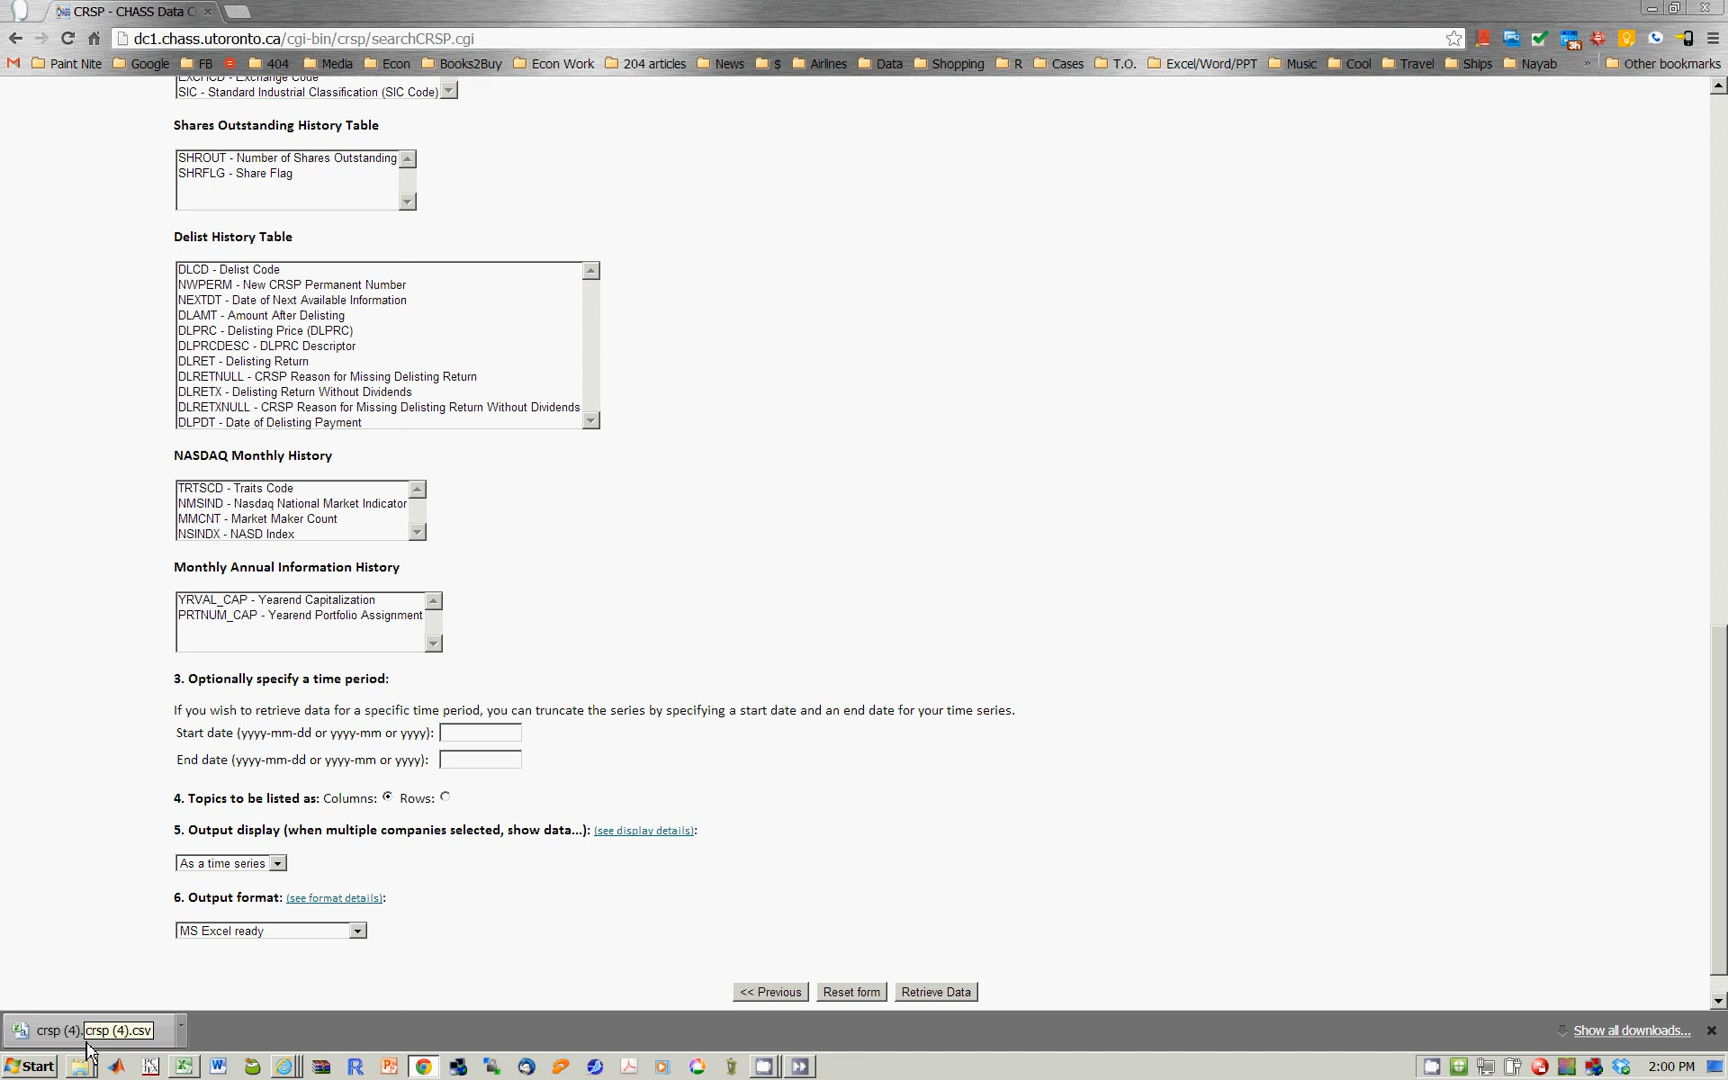 CRSP - CHASS Data C
dc1.chass.utoronto.ca/cgi-bin/crsp/searchCRSP.cgi
Paint Nite Google FB 404 Media Econ Books2Buy Econ Work 204 articles News $ Airlines Data Shopping R Cases T.O. Excel/Word/PPT Music Cool Travel Ships Nayab » Other bookmarks
EXCHCD - Exchange Code
SIC - Standard Industrial Classification (SIC Code)
Shares Outstanding History Table
SHROUT - Number of Shares Outstanding
SHRFLG - Share Flag
Delist History Table
DLCD - Delist Code
NWPERM - New CRSP Permanent Number
NEXTDT - Date of Next Available Information
DLAMT - Amount After Delisting
DLPRC - Delisting Price (DLPRC)
DLPRCDESC - DLPRC Descriptor
DLRET - Delisting Return
DLRETNULL - CRSP Reason for Missing Delisting Return
DLRETX - Delisting Return Without Dividends
DLRETXNULL - CRSP Reason for Missing Delisting Return Without Dividends
DLPDT - Date of Delisting Payment
NASDAQ Monthly History
TRTSCD - Traits Code
NMSIND - Nasdaq National Market Indicator
MMCNT - Market Maker Count
NSINDX - NASD Index
Monthly Annual Information History
YRVAL_CAP - Yearend Capitalization
PRTNUM_CAP - Yearend Portfolio Assignment
3. Optionally specify a time period:
If you wish to retrieve data for a specific time period, you can truncate the series by specifying a start date and an end date for your time series.
Start date (yyyy-mm-dd or yyyy-mm or yyyy):
End date (yyyy-mm-dd or yyyy-mm or yyyy):
4. Topics to be listed as: Columns: Rows:
5. Output display (when multiple companies selected, show data...): (see display details):
As a time series
6. Output format: (see format details):
MS Excel ready
<< Previous Reset form Retrieve Data
crsp (4). crsp (4).csv Show all downloads...
Start 2:00 PM